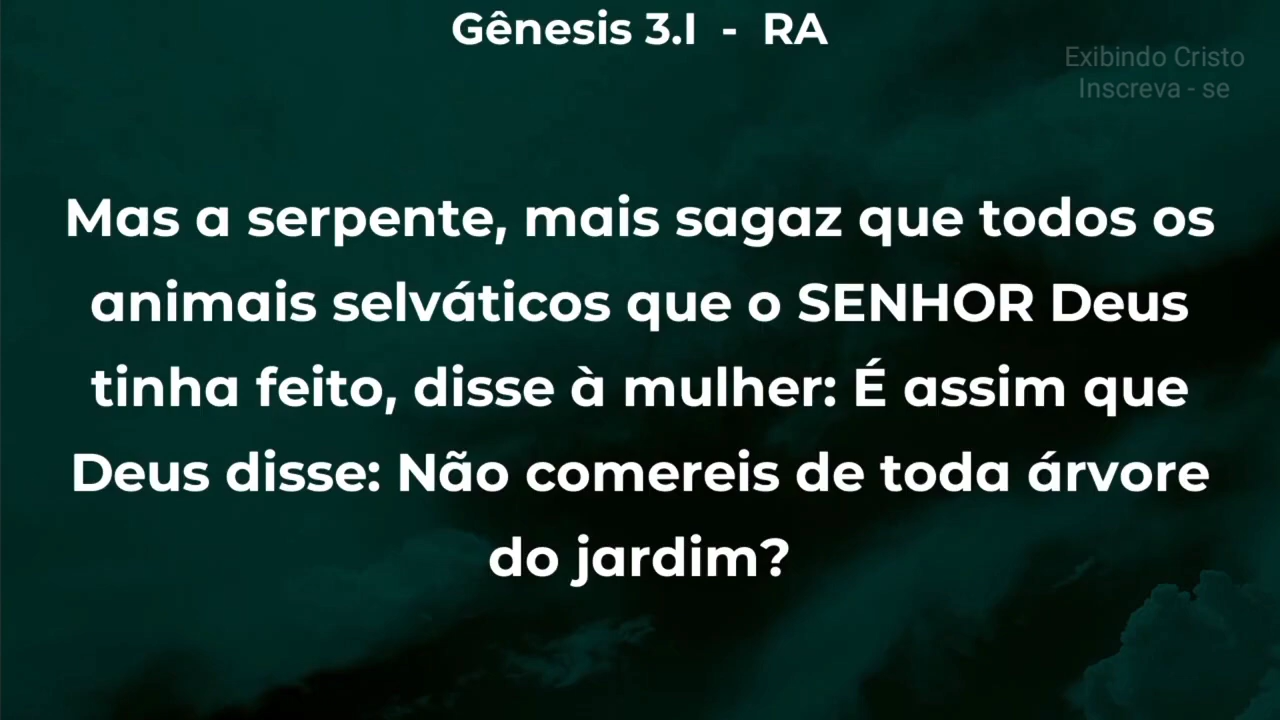 Gênesis 3.I - RA
Exibindo Cristo
Inscreva - se
Mas a serpente, mais sagaz que todos os
animais selváticos que o SENHOR Deus
tinha feito, disse à mulher: É assim que
Deus disse: Não comereis de toda árvore
do jardim?